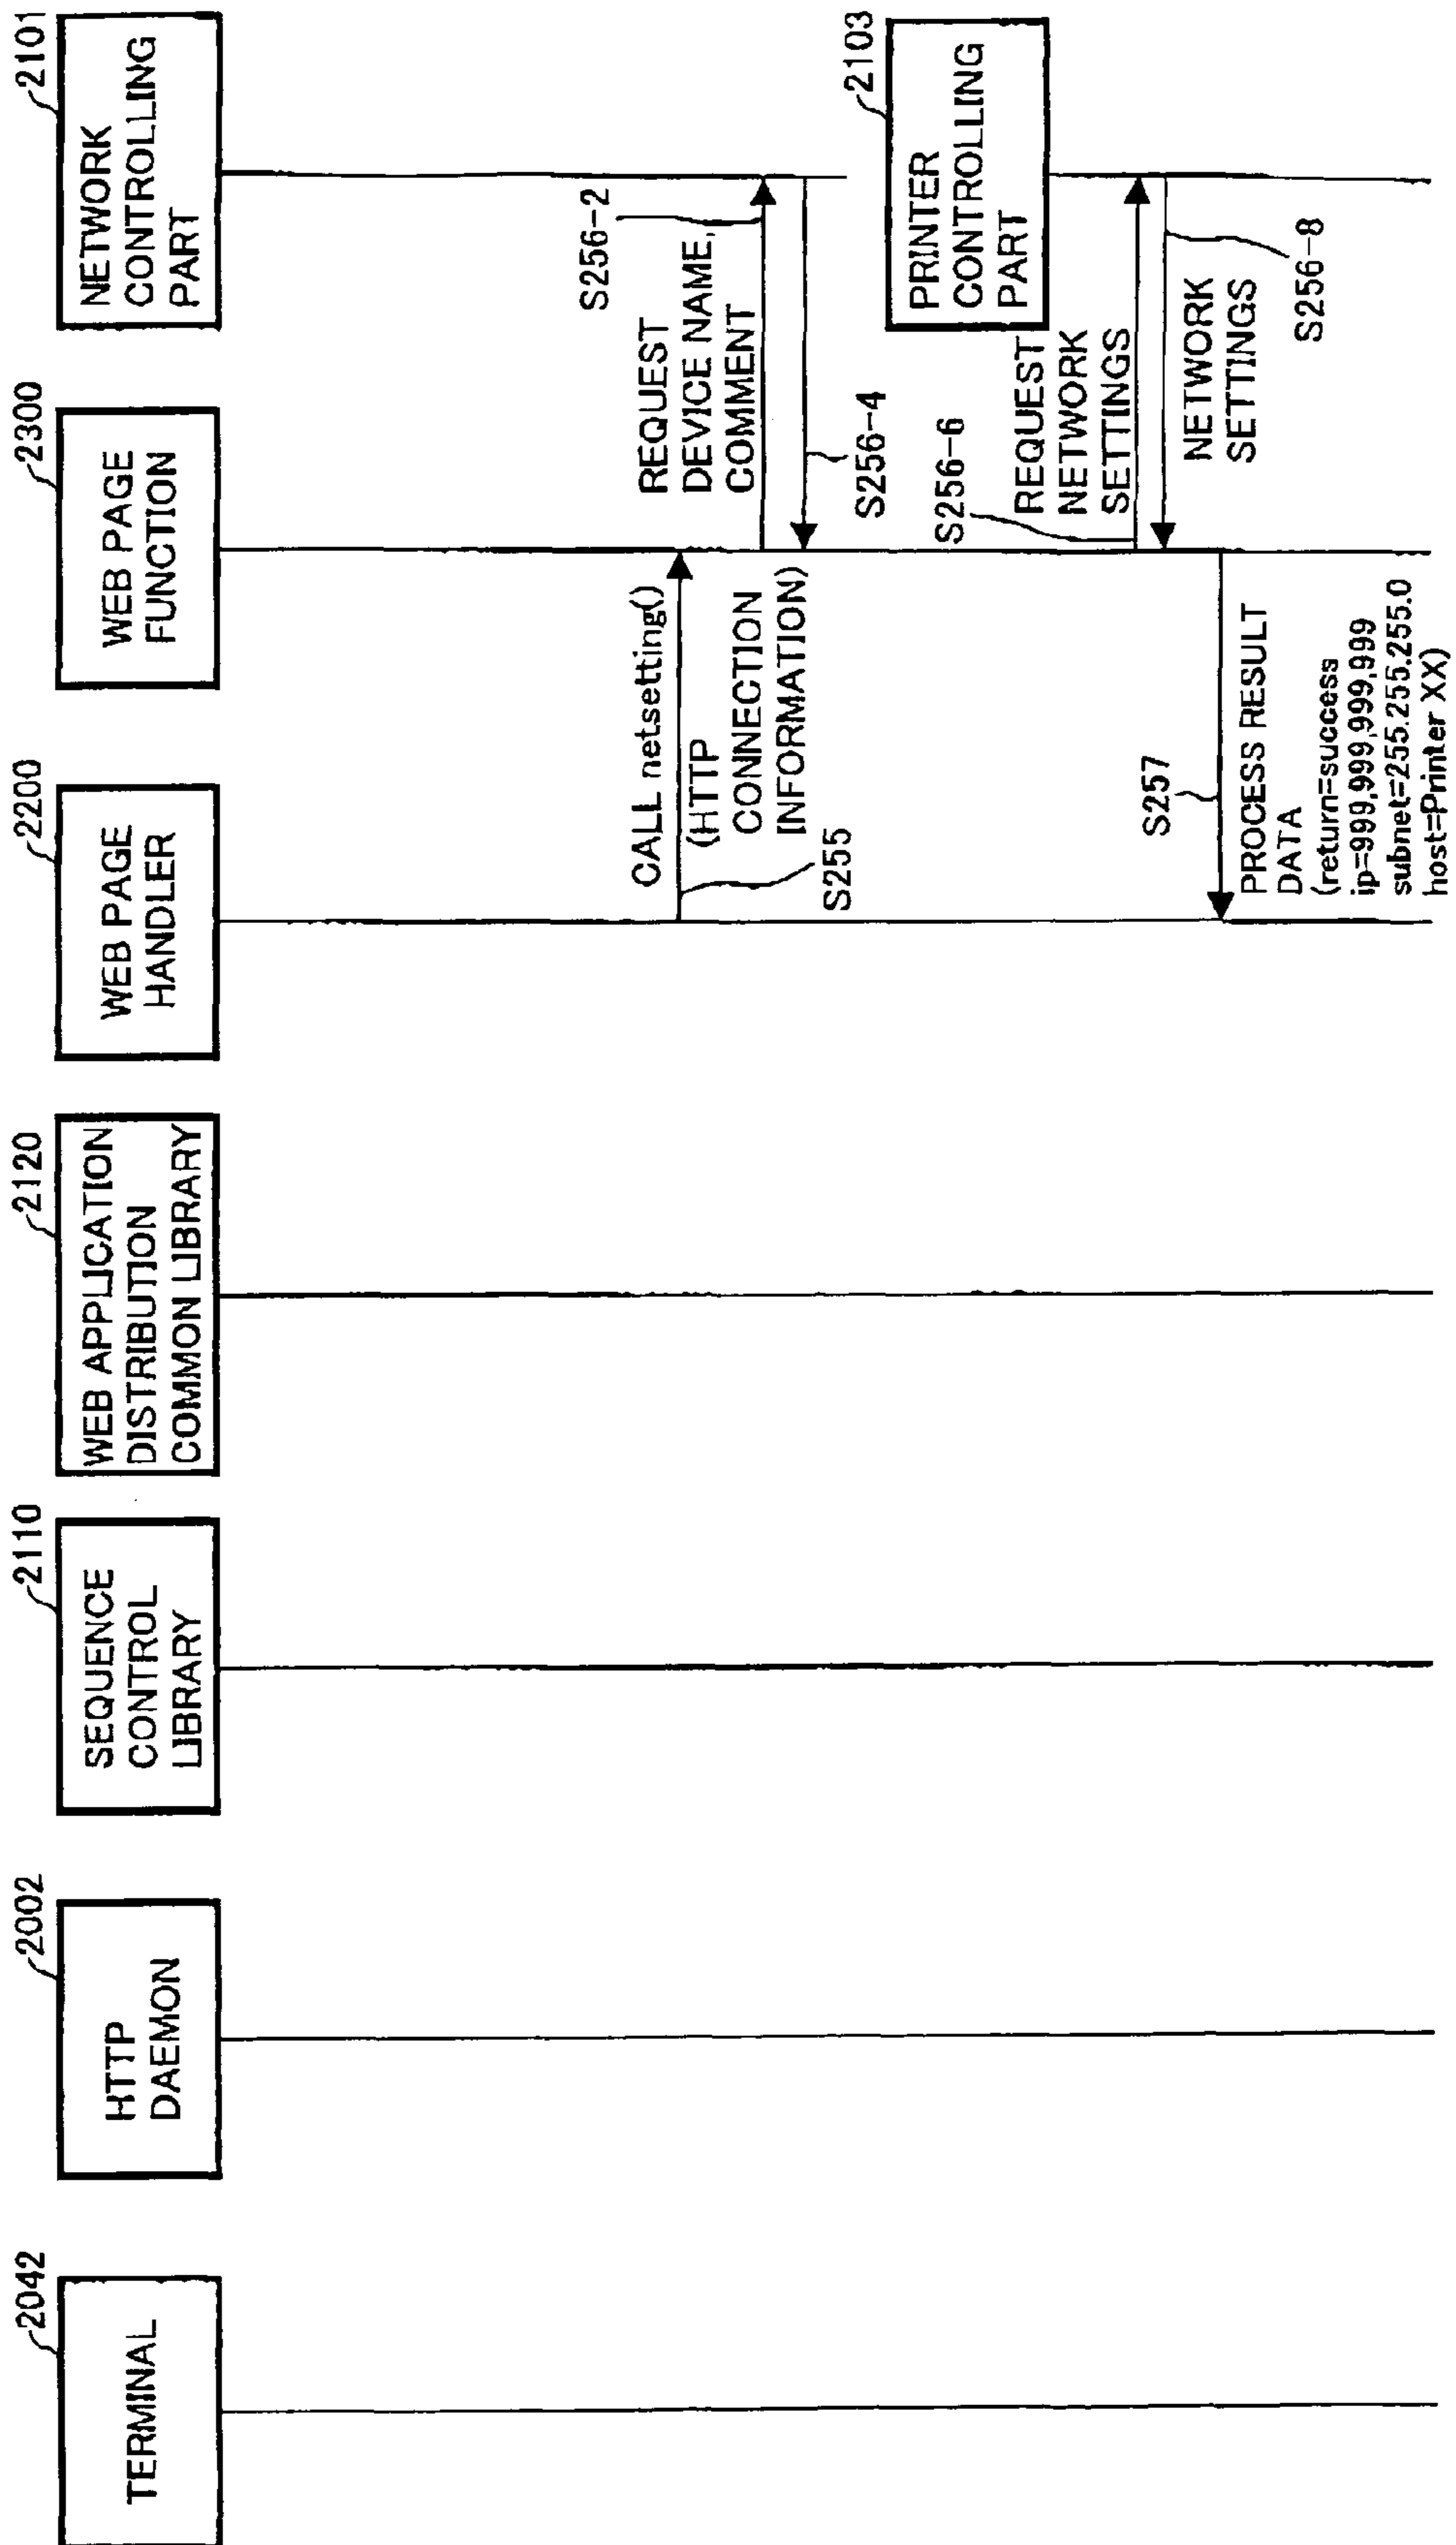 2042
TERMINAL
2002
HTTP
DAEMON
2110
SEQUENCE
CONTROL
LIBRARY
2120
WEB APPLICATION
DISTRIBUTION
COMMON LIBRARY
2200
WEB PAGE
HANDLER
2300
WEB PAGE
FUNCTION
2101
NETWORK
CONTROLLING
PART
CALL netsetting()
(HTTP
CONNECTION
INFORMATION)
S255
S256-2
REQUEST
DEVICE NAME,
COMMENT
S256-4
2103
PRINTER
CONTROLLING
PART
S256-6
REQUEST
NETWORK
SETTINGS
NETWORK
SETTINGS
S256-8
S257
PROCESS RESULT
DATA
(return=success
ip=999,999,999,999
subnet=255.255.255.0
host=Printer XX)